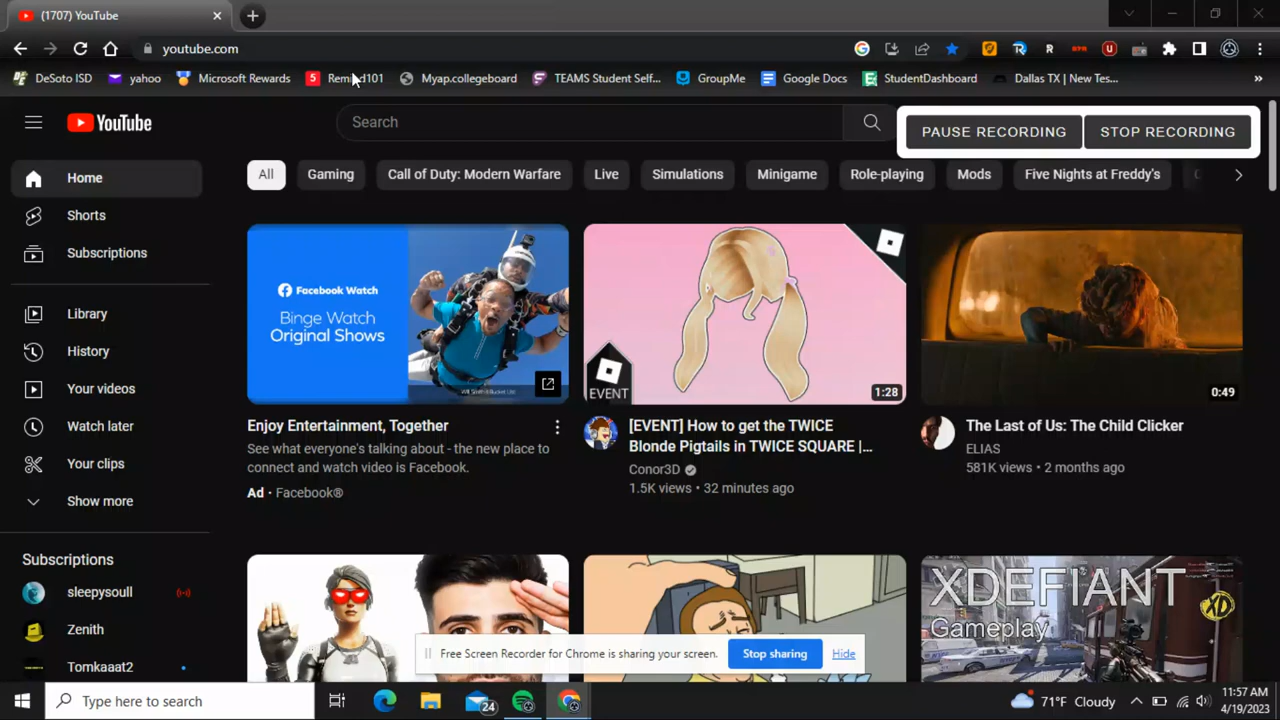 (1707) YouTube
youtube.com
DeSoto ISD
yahoo
Microsoft Rewards
Myap.collegeboard
TEAMS Student Self...
GroupMe
Google Docs
StudentDashboard
Dallas TX | New Tes...
»
YouTube
Search
PAUSE RECORDING
STOP RECORDING
Home
Shorts
Subscriptions
Library
History
Your videos
Watch later
Your clips
Show more
Subscriptions
sleepysoull
Zenith
Tomkaaat2
All
Gaming
Call of Duty: Modern Warfare
Live
Simulations
Minigame
Role-playing
Mods
Five Nights at Freddy's
Facebook Watch
Binge Watch
Original Shows
Enjoy Entertainment, Together
See what everyone's talking about - the new place to
connect and watch video is Facebook.
Ad · Facebook®
EVENT
1:28
[EVENT] How to get the TWICE
Blonde Pigtails in TWICE SQUARE |...
Conor3D
1.5K views • 32 minutes ago
0:49
The Last of Us: The Child Clicker
ELIAS
581K views • 2 months ago
XDEFIANT
Gameplay
XD
Free Screen Recorder for Chrome is sharing your screen.
Stop sharing
Hide
Type here to search
24
71°F Cloudy
11:57 AM
4/19/2023